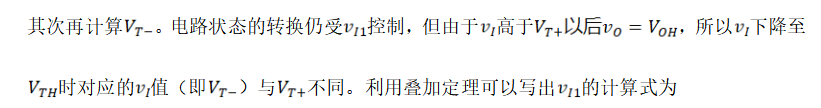 其次再计算V_{T−}。电路状态的转换仍受v_{I1}控制，但由于v_I高于V_{T+}以后v_O = V_{OH}，所以v_I下降至
V_{TH}时对应的v_I值（即V_{T−}）与V_{T+}不同。利用叠加定理可以写出v_{I1}的计算式为